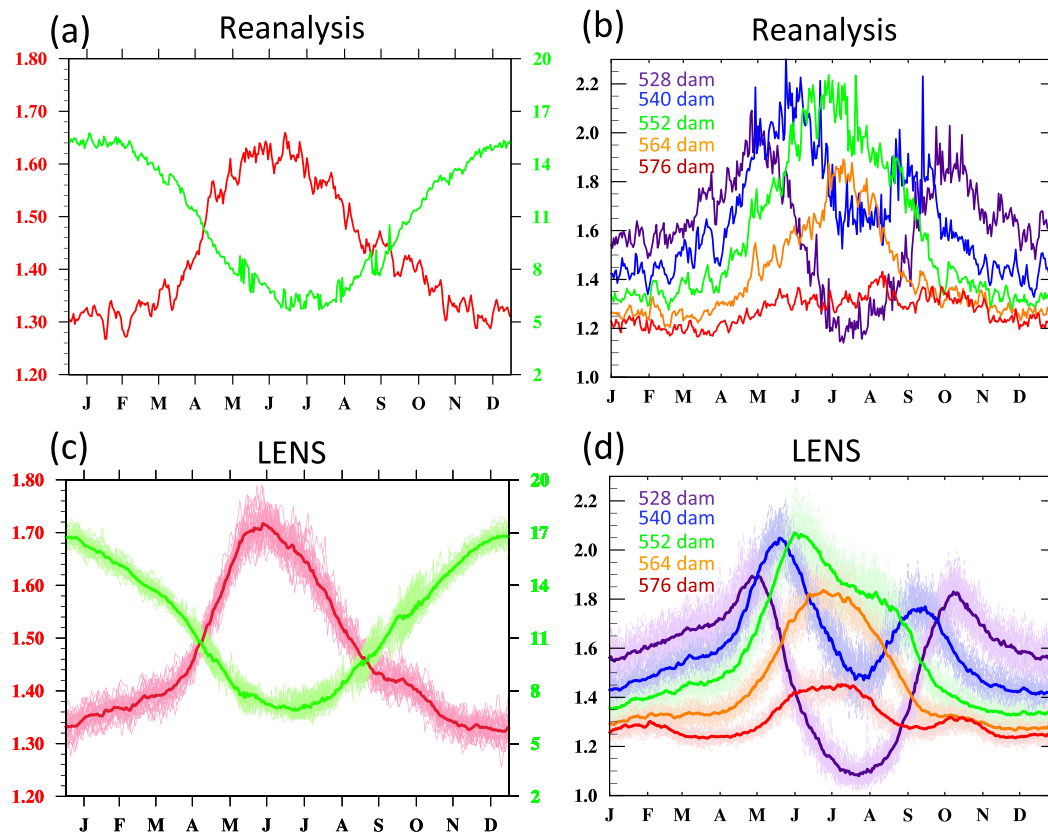 (a) Reanalysis
1.80
1.70
1.60
1.50
1.40
1.30
1.20
20
17
14
11
8
5
2
J F M A M J J A S O N D
(b) Reanalysis
528 dam
540 dam
552 dam
564 dam
576 dam
2.2
2.0
1.8
1.6
1.4
1.2
1.0
J F M A M J J A S O N D
(c) LENS
1.80
1.70
1.60
1.50
1.40
1.30
1.20
20
17
14
11
8
5
2
J F M A M J J A S O N D
(d) LENS
528 dam
540 dam
552 dam
564 dam
576 dam
2.2
2.0
1.8
1.6
1.4
1.2
1.0
J F M A M J J A S O N D